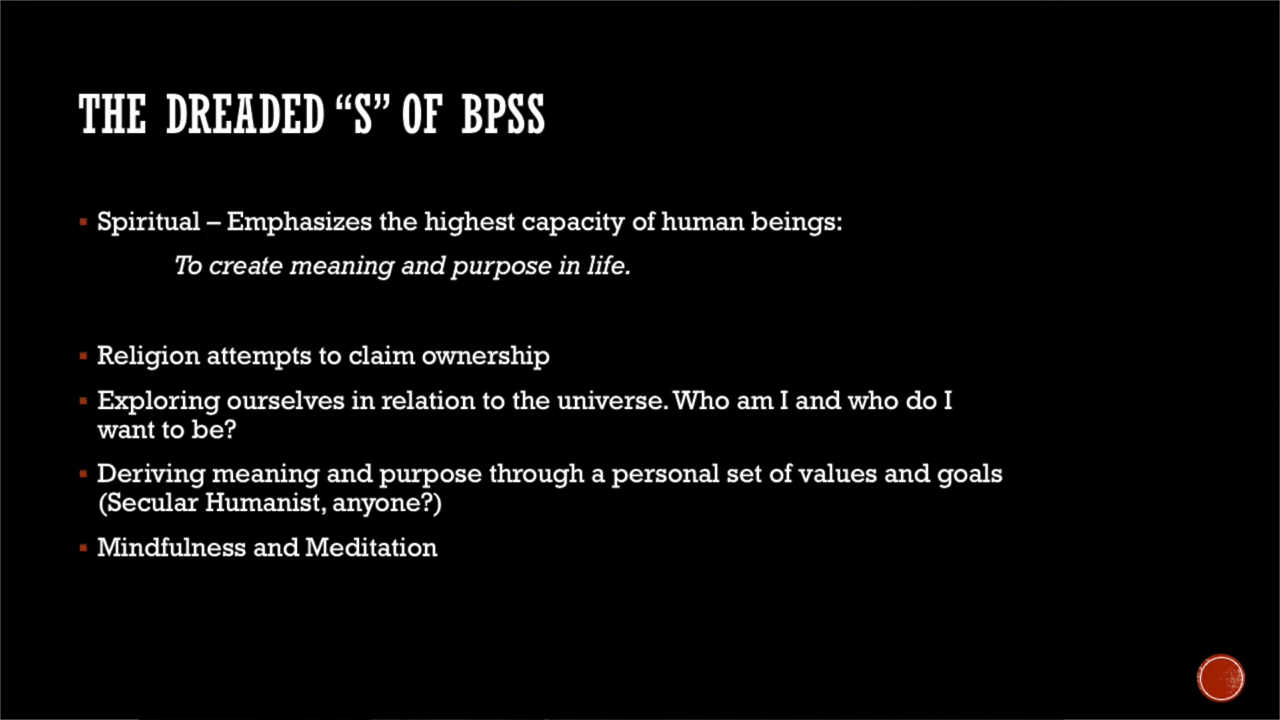 THE DREADED “S” OF BPSS
Spiritual – Emphasizes the highest capacity of human beings:
To create meaning and purpose in life.
Religion attempts to claim ownership
Exploring ourselves in relation to the universe. Who am I and who do I
want to be?
Deriving meaning and purpose through a personal set of values and goals
(Secular Humanist, anyone?)
Mindfulness and Meditation